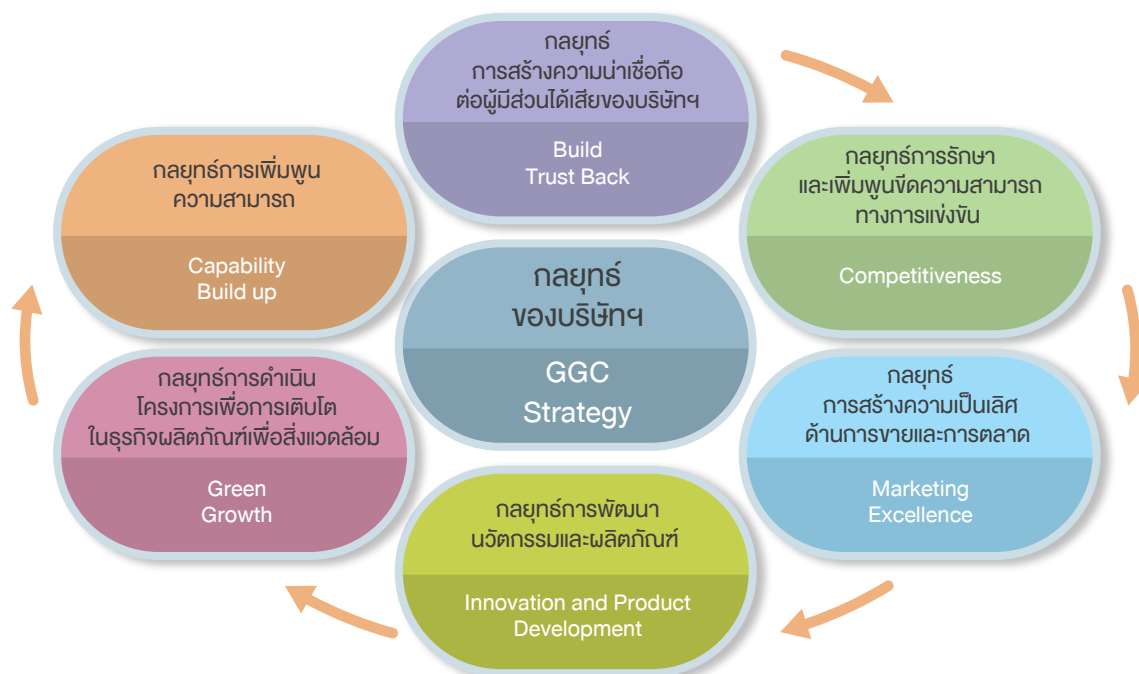 กลยุทธ์
การสร้างความน่าเชื่อถือ
ต่อผู้มีส่วนได้เสียของบริษัทฯ
Build
Trust Back
กลยุทธ์การรักษา
และเพิ่มพูนขีดความสามารถ
ทางการแข่งขัน
Competitiveness
กลยุทธ์
การสร้างความเป็นเลิศ
ด้านการขายและการตลาด
Marketing
Excellence
กลยุทธ์การพัฒนา
นวัตกรรมและผลิตภัณฑ์
Innovation and Product
Development
กลยุทธ์การดำเนิน
โครงการเพื่อการเติบโต
ในธุรกิจผลิตภัณฑ์เพื่อสิ่งแวดล้อม
Green
Growth
กลยุทธ์การเพิ่มพูน
ความสามารถ
Capability
Build up
กลยุทธ์
ของบริษัทฯ
GGC
Strategy